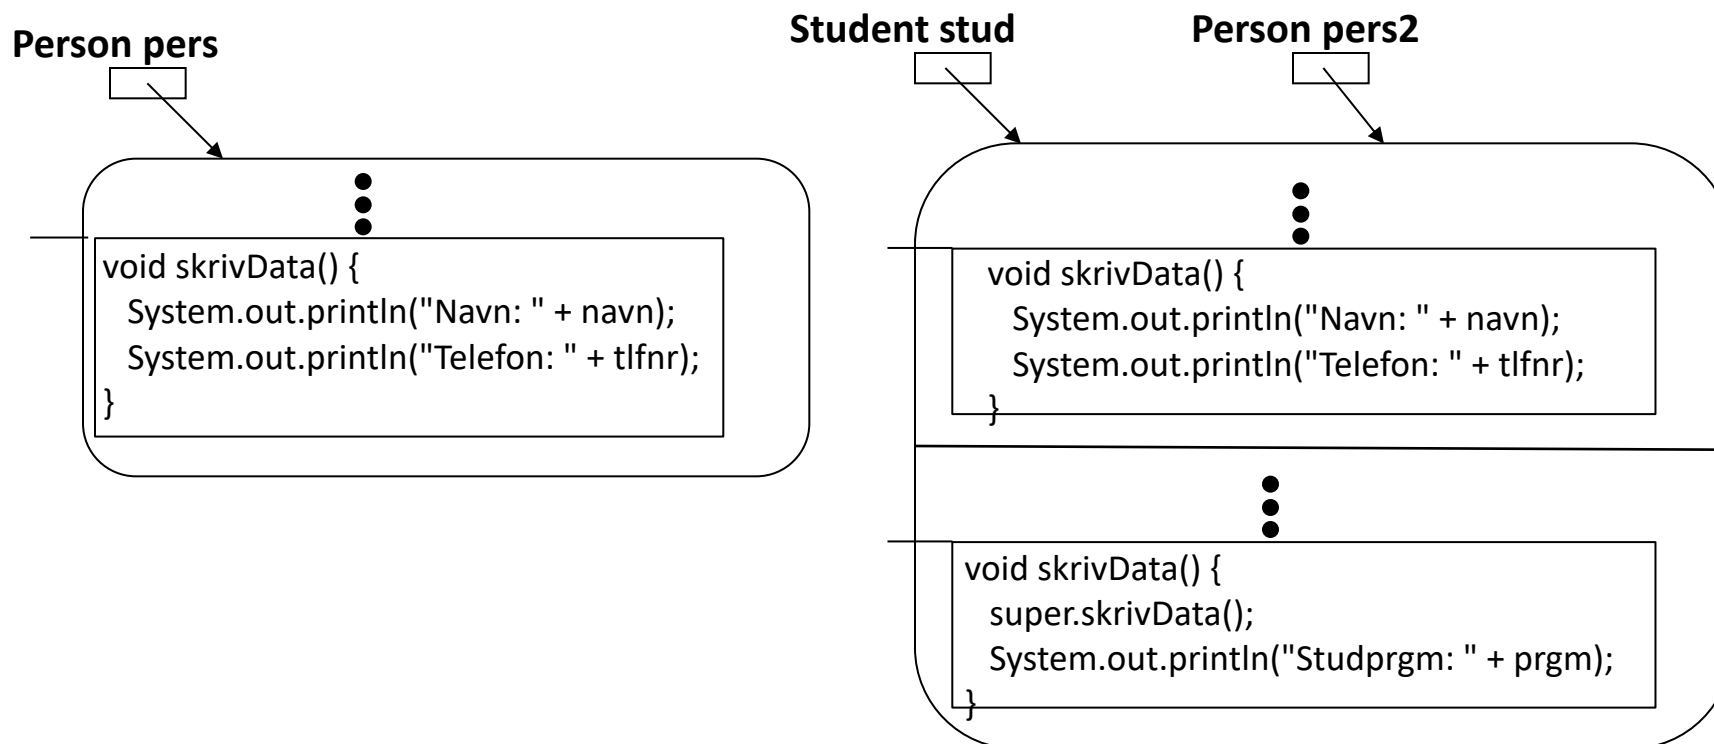 Person pers
void skrivData() {
System.out.println("Navn: " + navn);
System.out.println("Telefon: " + tlfnr);
}
Student stud
Person pers2
void skrivData() {
System.out.println("Navn: " + navn);
System.out.println("Telefon: " + tlfnr);
}
void skrivData() {
super.skrivData();
System.out.println("Studprgm: " + prgm);
}